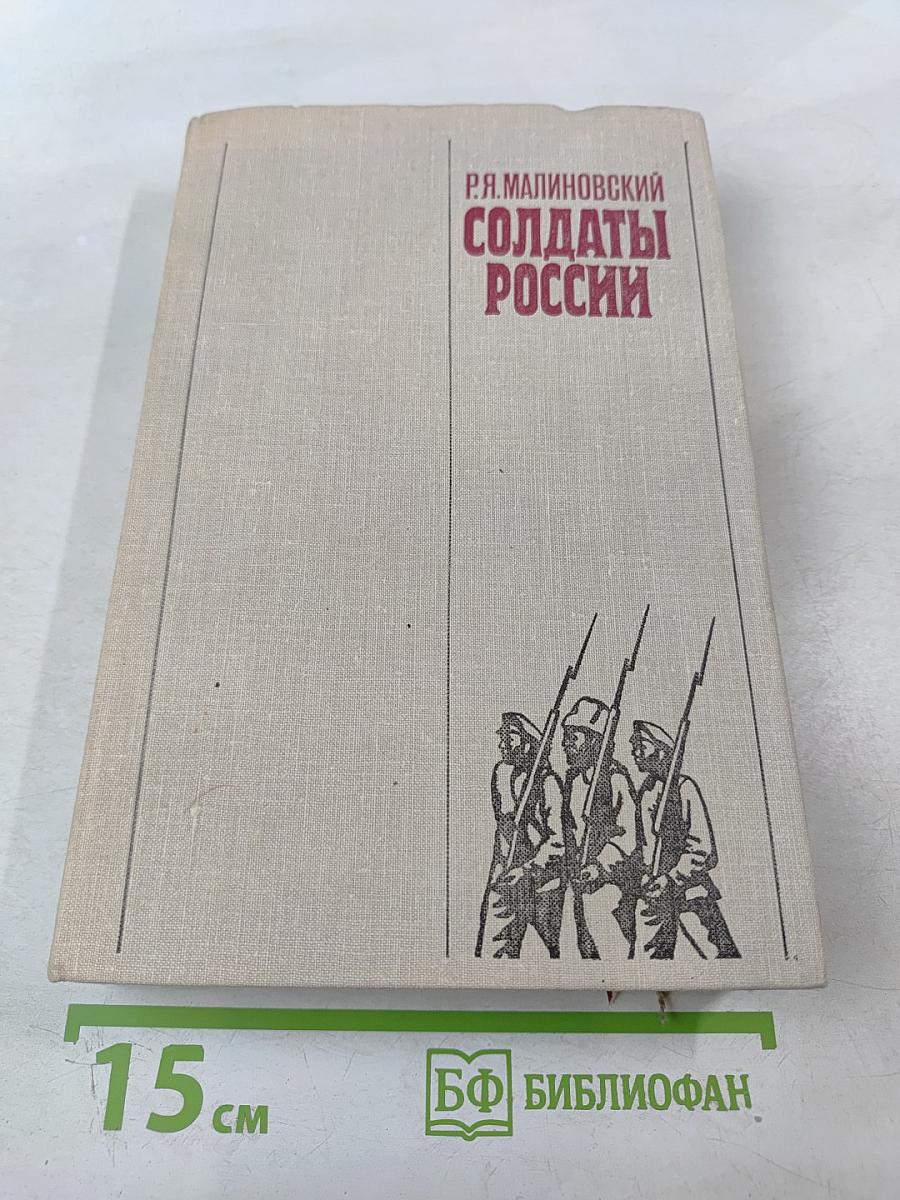 Р.Я.МАЛИНОВСКИЙ
СОЛДАТЫ
РОССИИ
15 см
БФ БИБЛИОФАН